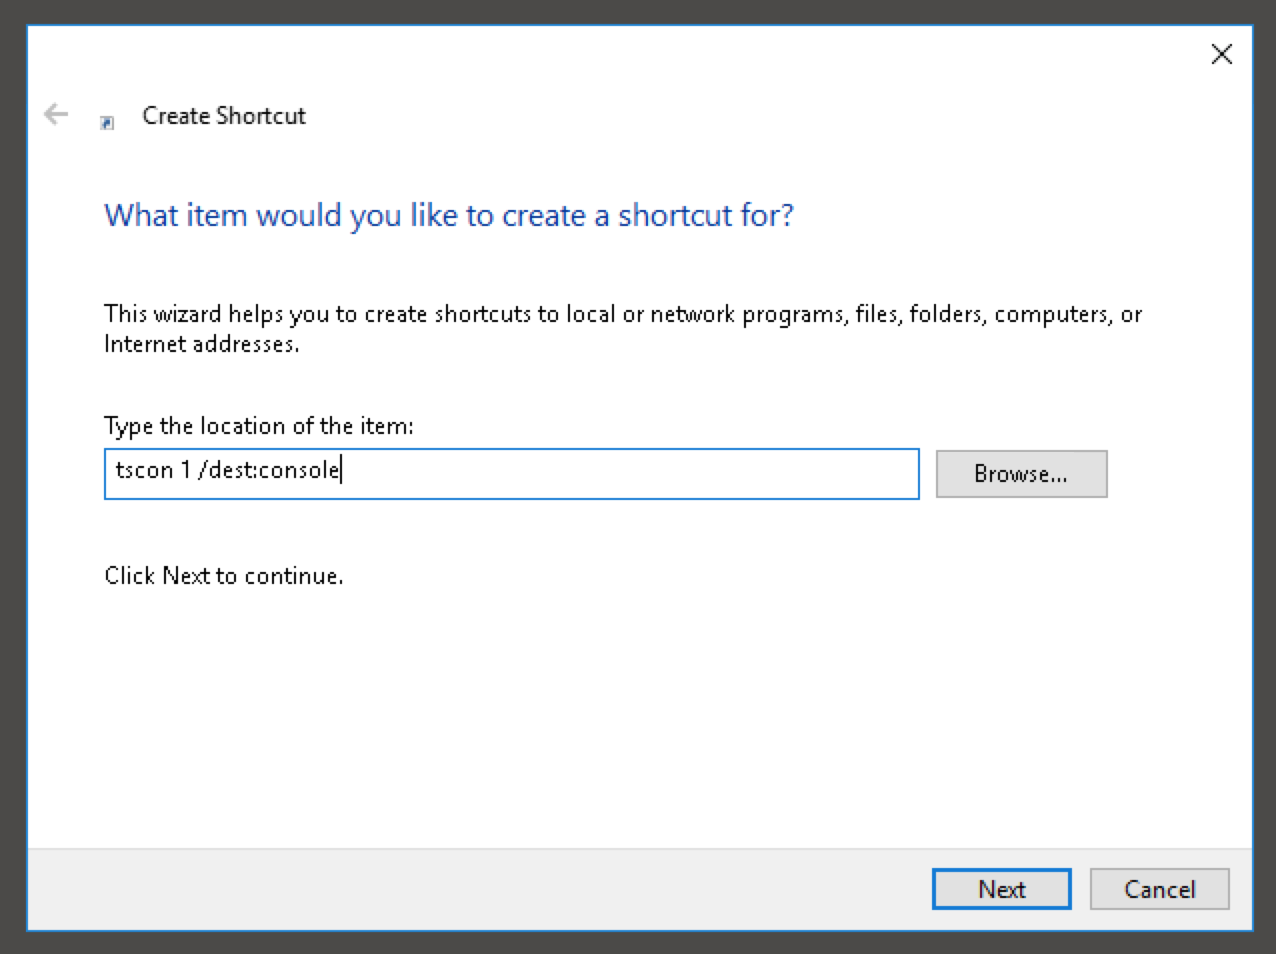 Create Shortcut
What item would you like to create a shortcut for?
This wizard helps you to create shortcuts to local or network programs, files, folders, computers, or
Internet addresses.
Type the location of the item:
tscon 1 /dest:console
Browse...
Click Next to continue.
Next
Cancel